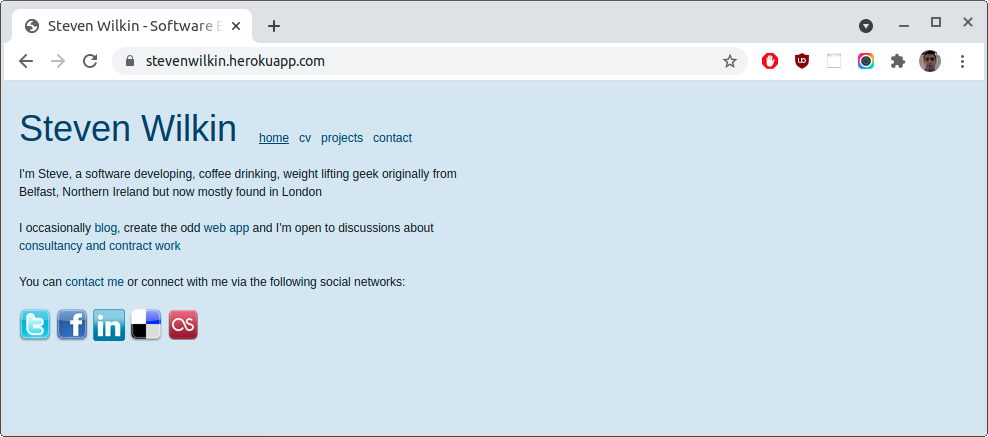 Steven Wilkin - Software E
stevenwilkin.herokuapp.com
Steven Wilkin
home cv projects contact
I'm Steve, a software developing, coffee drinking, weight lifting geek originally from
Belfast, Northern Ireland but now mostly found in London
I occasionally blog, create the odd web app and I'm open to discussions about
consultancy and contract work
You can contact me or connect with me via the following social networks: